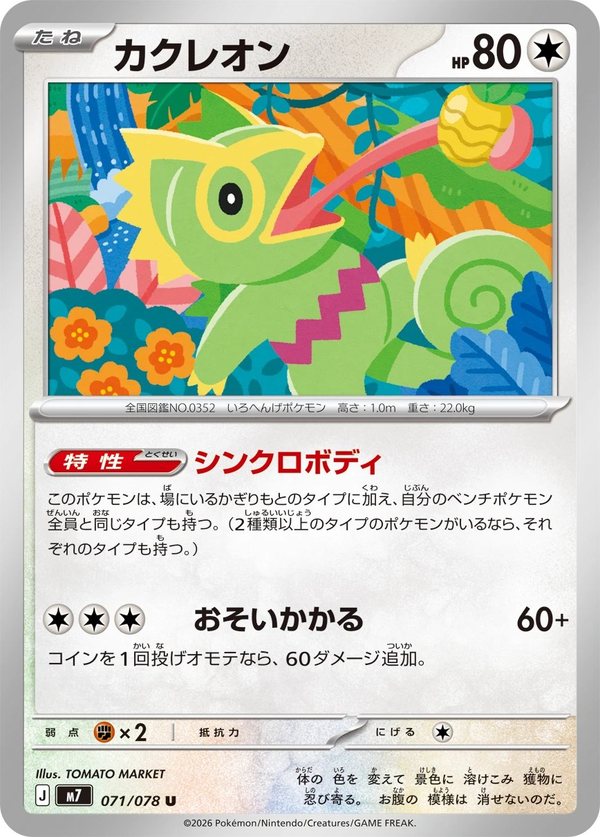 たね
カクレオン
HP80
全国図鑑NO.0352 いろへんげポケモン 高さ:1.0m 重さ:22.0kg
特性 とくせい シンクロボディ
このポケモンは、場にいるかぎりもとのタイプに加え、自分のベンチポケモン
全員と同じタイプも持つ。(2種類以上のタイプのポケモンがいるなら、それ
ぞれのタイプも持つ。)
おそいかかる 60+
コインを1回投げオモテなら、60ダメージ追加。
弱点 ×2 抵抗力 にげる
Illus. TOMATO MARKET
J M7 071/078 U
体の 色を 変えて 景色に 溶けこみ 獲物に
忍び寄る。 お腹の 模様は 消せないのだ。
©2026 Pokémon/Nintendo/Creatures/GAME FREAK.